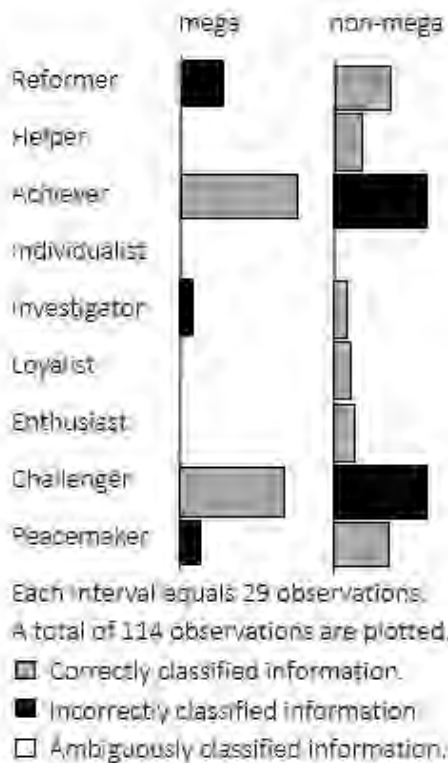 mega non-mega
Reformer
Helper
Achiever
Individualist
Investigator
Loyalist
Enthusiast
Challenger
Peacemaker
Each interval equals 29 observations.
A total of 114 observations are plotted.
Correctly classified information.
Incorrectly classified information
Ambiguously classified information.